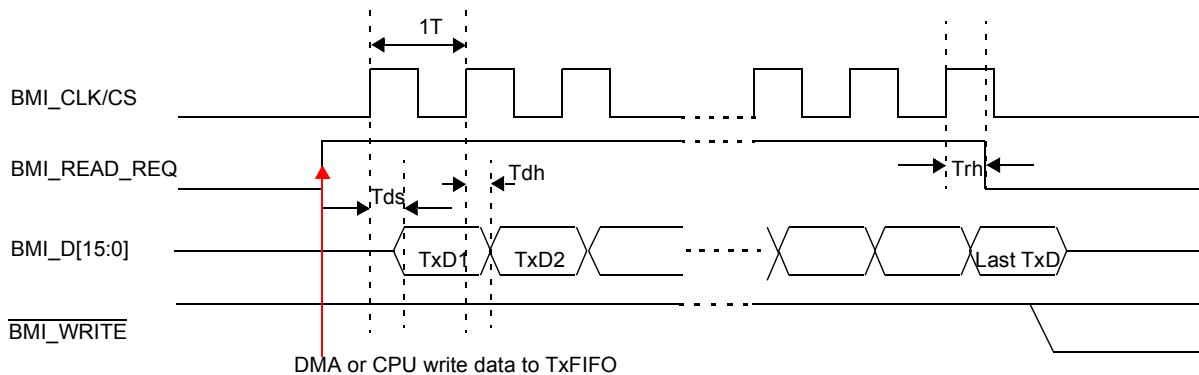 1T
BMI_CLK/CS
BMI_READ_REQ
Tdh
Trh
Tds
BMI_D[15:0]
TxD1
TxD2
Last TxD
BMI_WRITE
DMA or CPU write data to TxFIFO